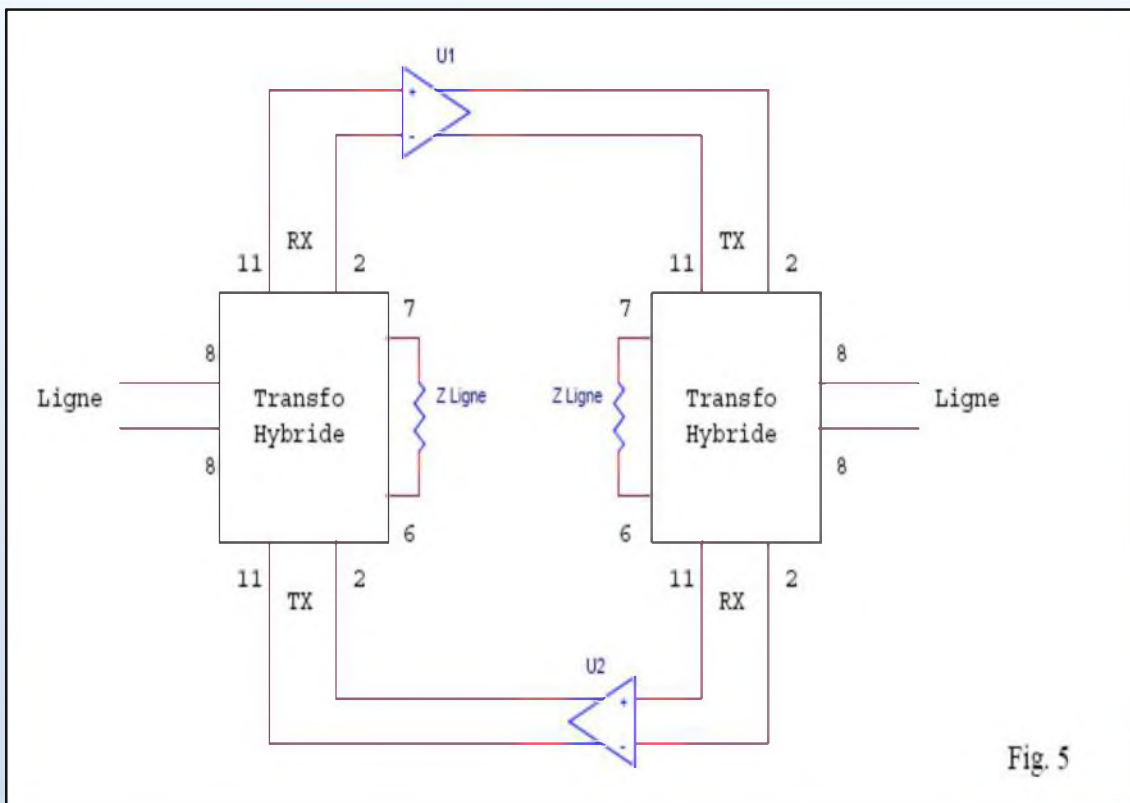 U1
+
-
RX
TX
11 2
11 2
7
7
8
8
Ligne
Transfo
Hybride
Z Ligne
Z Ligne
Transfo
Hybride
Ligne
8
8
6
6
11 2
11 2
TX
RX
U2
+
-
Fig. 5